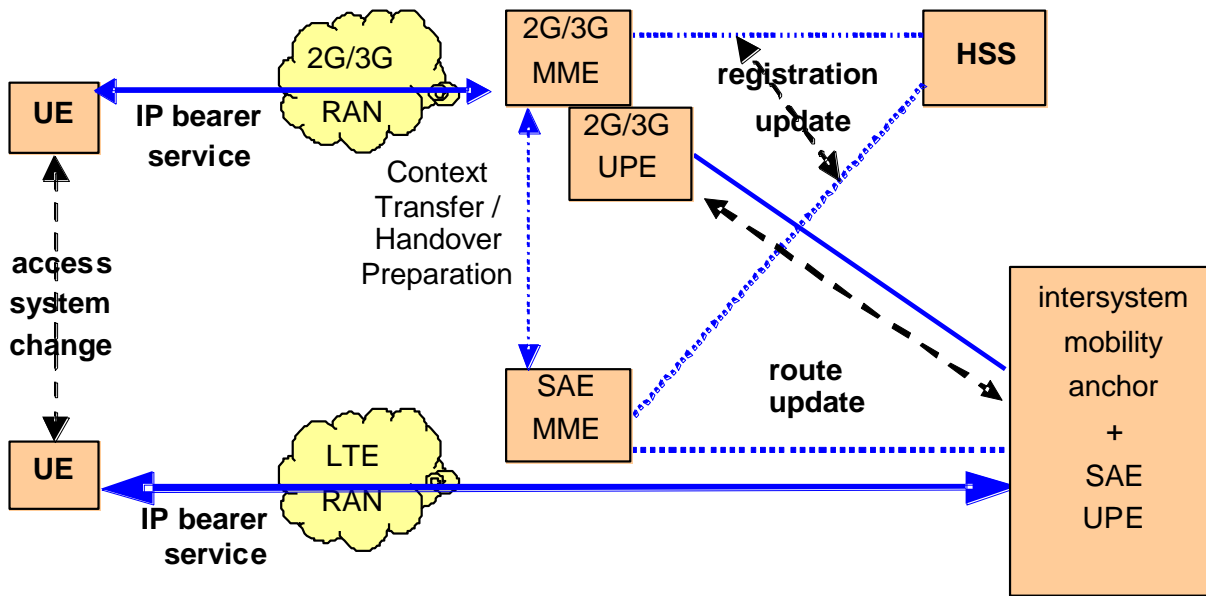 UE
IP bearer
service
2G/3G
RAN
2G/3G
MME
2G/3G
UPE
registration
update
HSS
Context
Transfer /
Handover
Preparation
access
system
change
SAE
MME
route
update
intersystem
mobility
anchor
+
SAE
UPE
UE
LTE
RAN
IP bearer
service